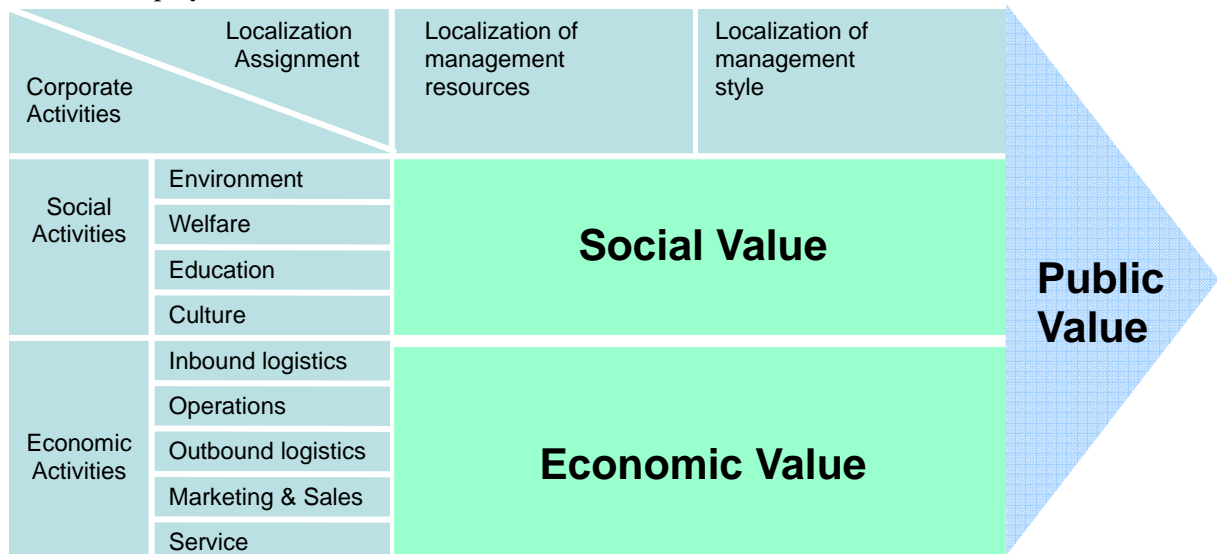 Localization
Assignment
Corporate
Activities
Localization of
management
resources
Localization of
management
style
Social
Activities
Environment
Welfare
Education
Culture
Social Value
Economic
Activities
Inbound logistics
Operations
Outbound logistics
Marketing & Sales
Service
Economic Value
Public
Value